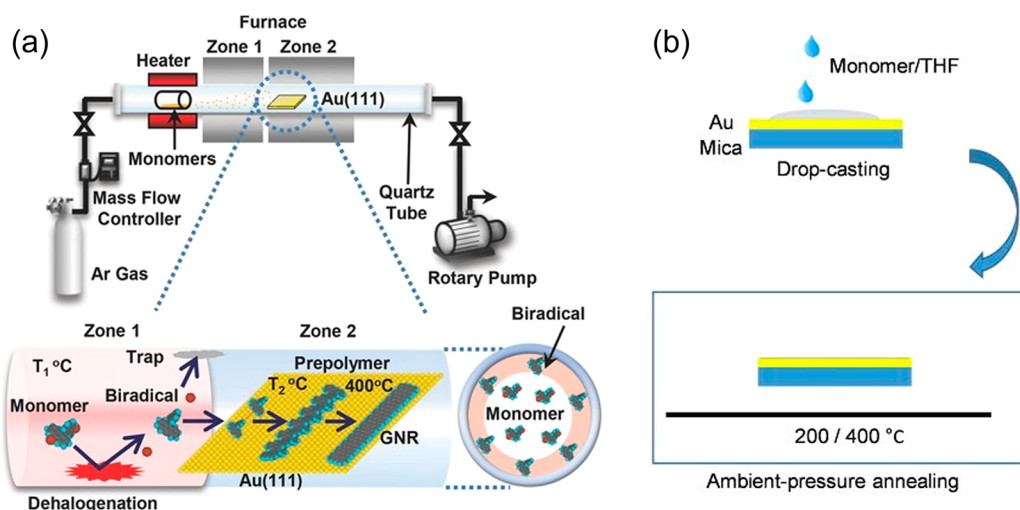 (a)
Furnace
Zone 1 Zone 2
Heater
Au(111)
Monomers
Mass Flow
Controller
Quartz
Tube
Ar Gas
Rotary Pump
Zone 1
Zone 2
T₁ °C
Trap
Prepolymer
Biradical
T₂ °C
400°C
Monomer
GNR
Au(111)
Dehalogenation
Biradical
Monomer
(b)
Monomer/THF
Au
Mica
Drop-casting
200 / 400 °C
Ambient-pressure annealing